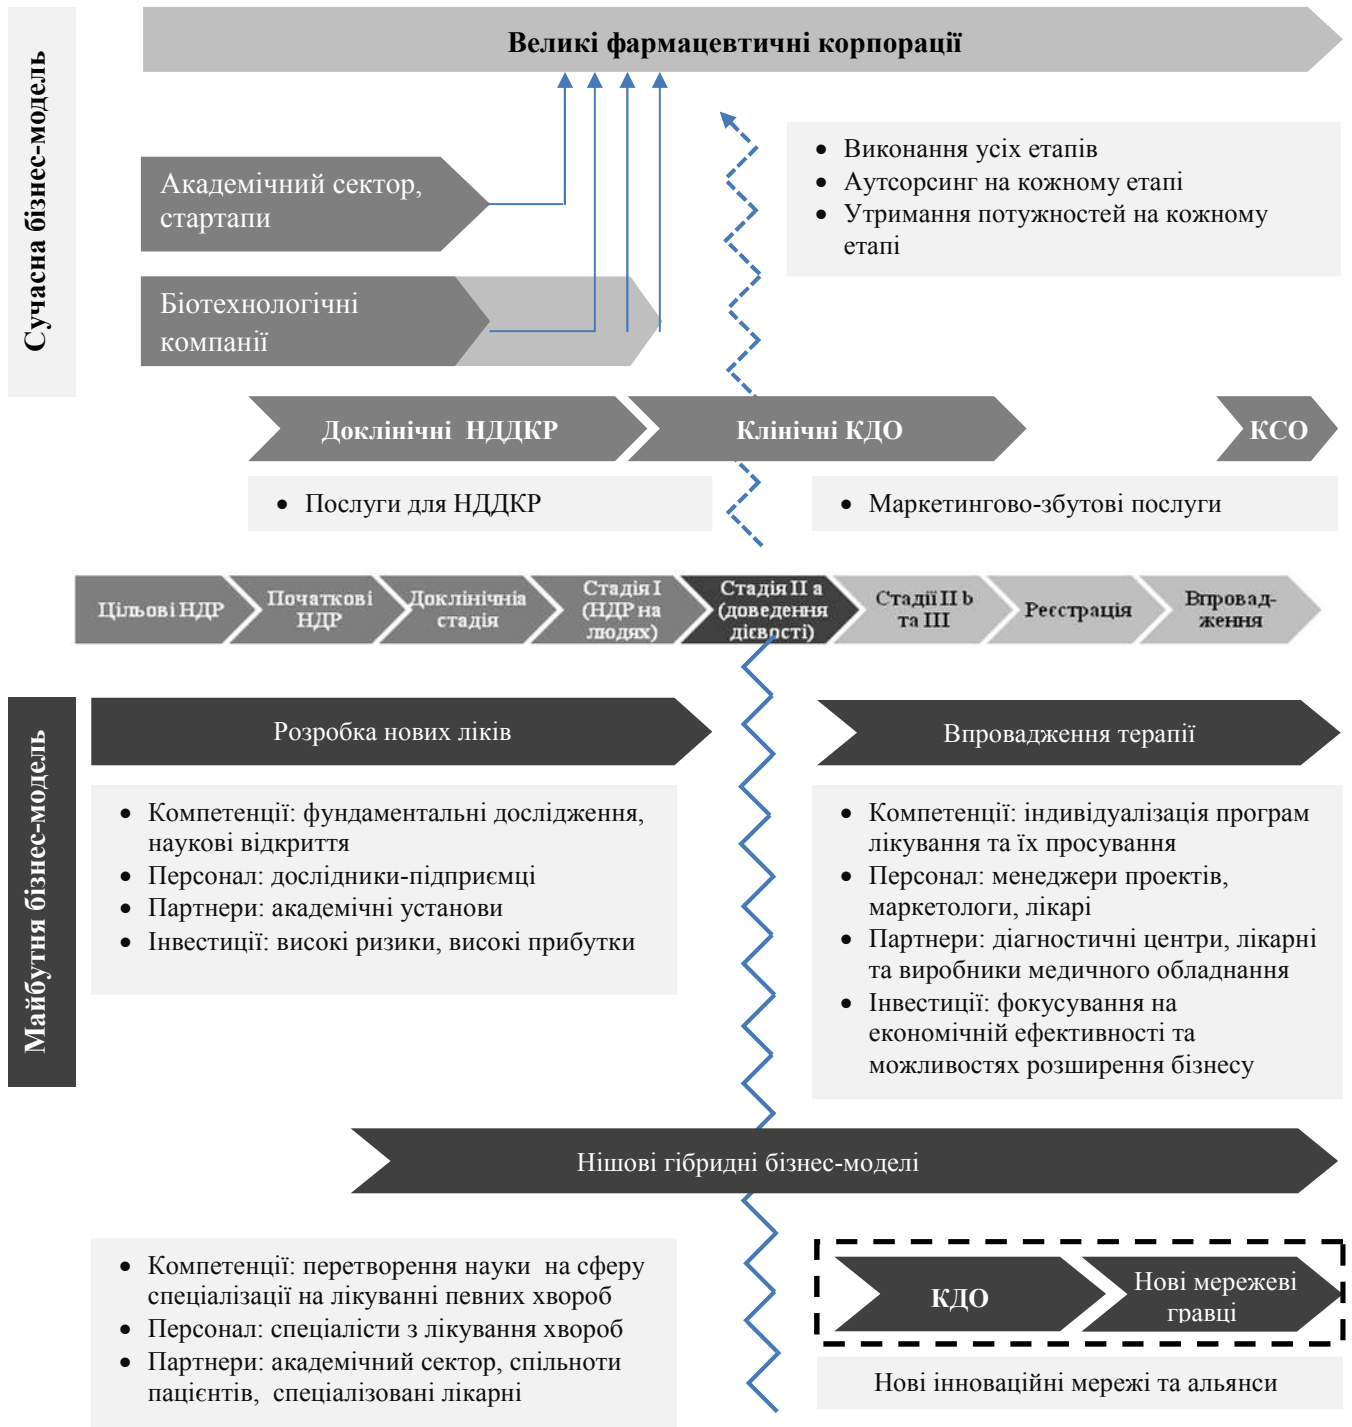 Сучасна бізнес-модель
Великі фармацевтичні корпорації
Академічний сектор,
стартапи
Біотехнологічні
компанії
• Виконання усіх етапів
• Аутсорсинг на кожному етапі
• Утримання потужностей на кожному
етапі
Доклінічні НДДКР
Клінічні КДО
КСО
• Послуги для НДДКР
• Маркетингово-збутові послуги
Цільові НДР
Початкові
НДР
Доклінічніа
стадія
Стадія I
(НДР на
людях)
Стадія II a
(доведення
дієвості)
Стадії II b
та III
Реєстрація
Впровад-
ження
Майбутня бізнес-модель
Розробка нових ліків
Впровадження терапії
• Компетенції: фундаментальні дослідження,
наукові відкриття
• Персонал: дослідники-підприємці
• Партнери: академічні установи
• Інвестиції: високі ризики, високі прибутки
• Компетенції: індивідуалізація програм
лікування та їх просування
• Персонал: менеджери проектів,
маркетологи, лікарі
• Партнери: діагностичні центри, лікарні
та виробники медичного обладнання
• Інвестиції: фокусування на
економічній ефективності та
можливостях розширення бізнесу
Нішові гібридні бізнес-моделі
• Компетенції: перетворення науки на сферу
спеціалізації на лікуванні певних хвороб
• Персонал: спеціалісти з лікування хвороб
• Партнери: академічний сектор, спільноти
пацієнтів, спеціалізовані лікарні
КДО
Нові мережеві
гравці
Нові інноваційні мережі та альянси